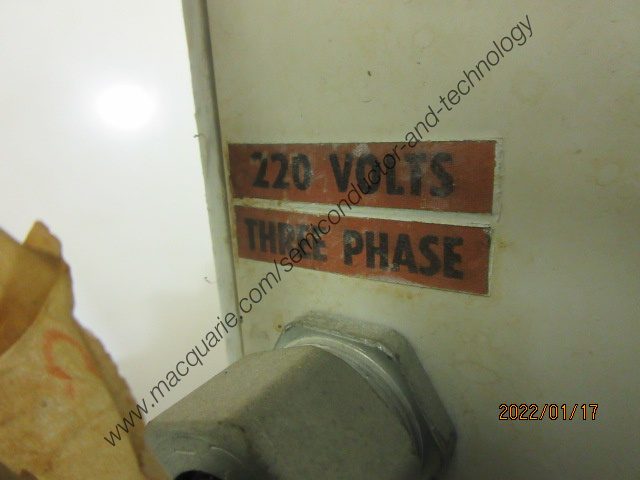 220 VOLTS
THREE PHASE
www.macquarie.com/semiconductor-and-technology
2022/01/17